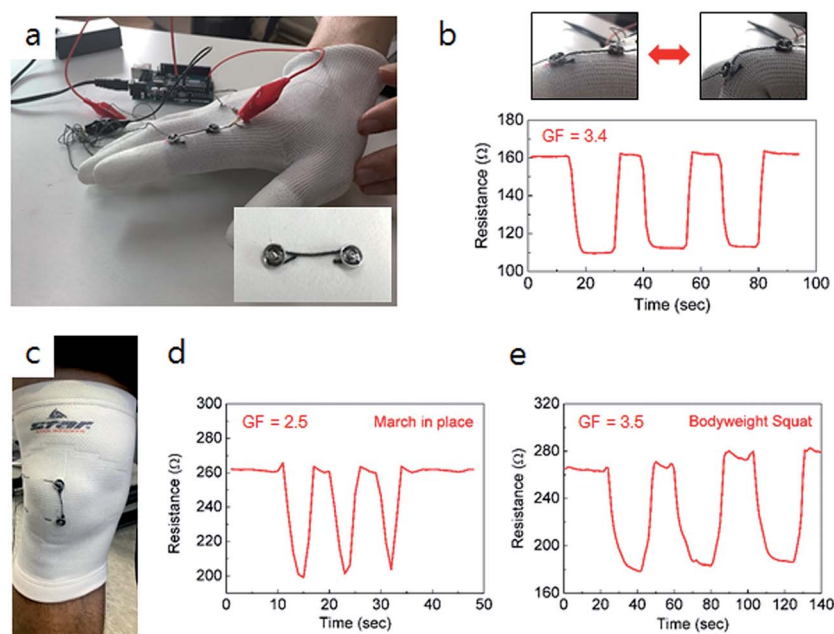 a
b
GF = 3.4
Resistance (Ω)
180
160
140
120
100
0 20 40 60 80 100
Time (sec)
c
star
d
GF = 2.5
March in place
Resistance (Ω)
300
280
260
240
220
200
0 10 20 30 40 50
Time (sec)
e
GF = 3.5
Bodyweight Squat
Resistance (Ω)
320
280
240
200
160
0 20 40 60 80 100 120 140
Time (sec)